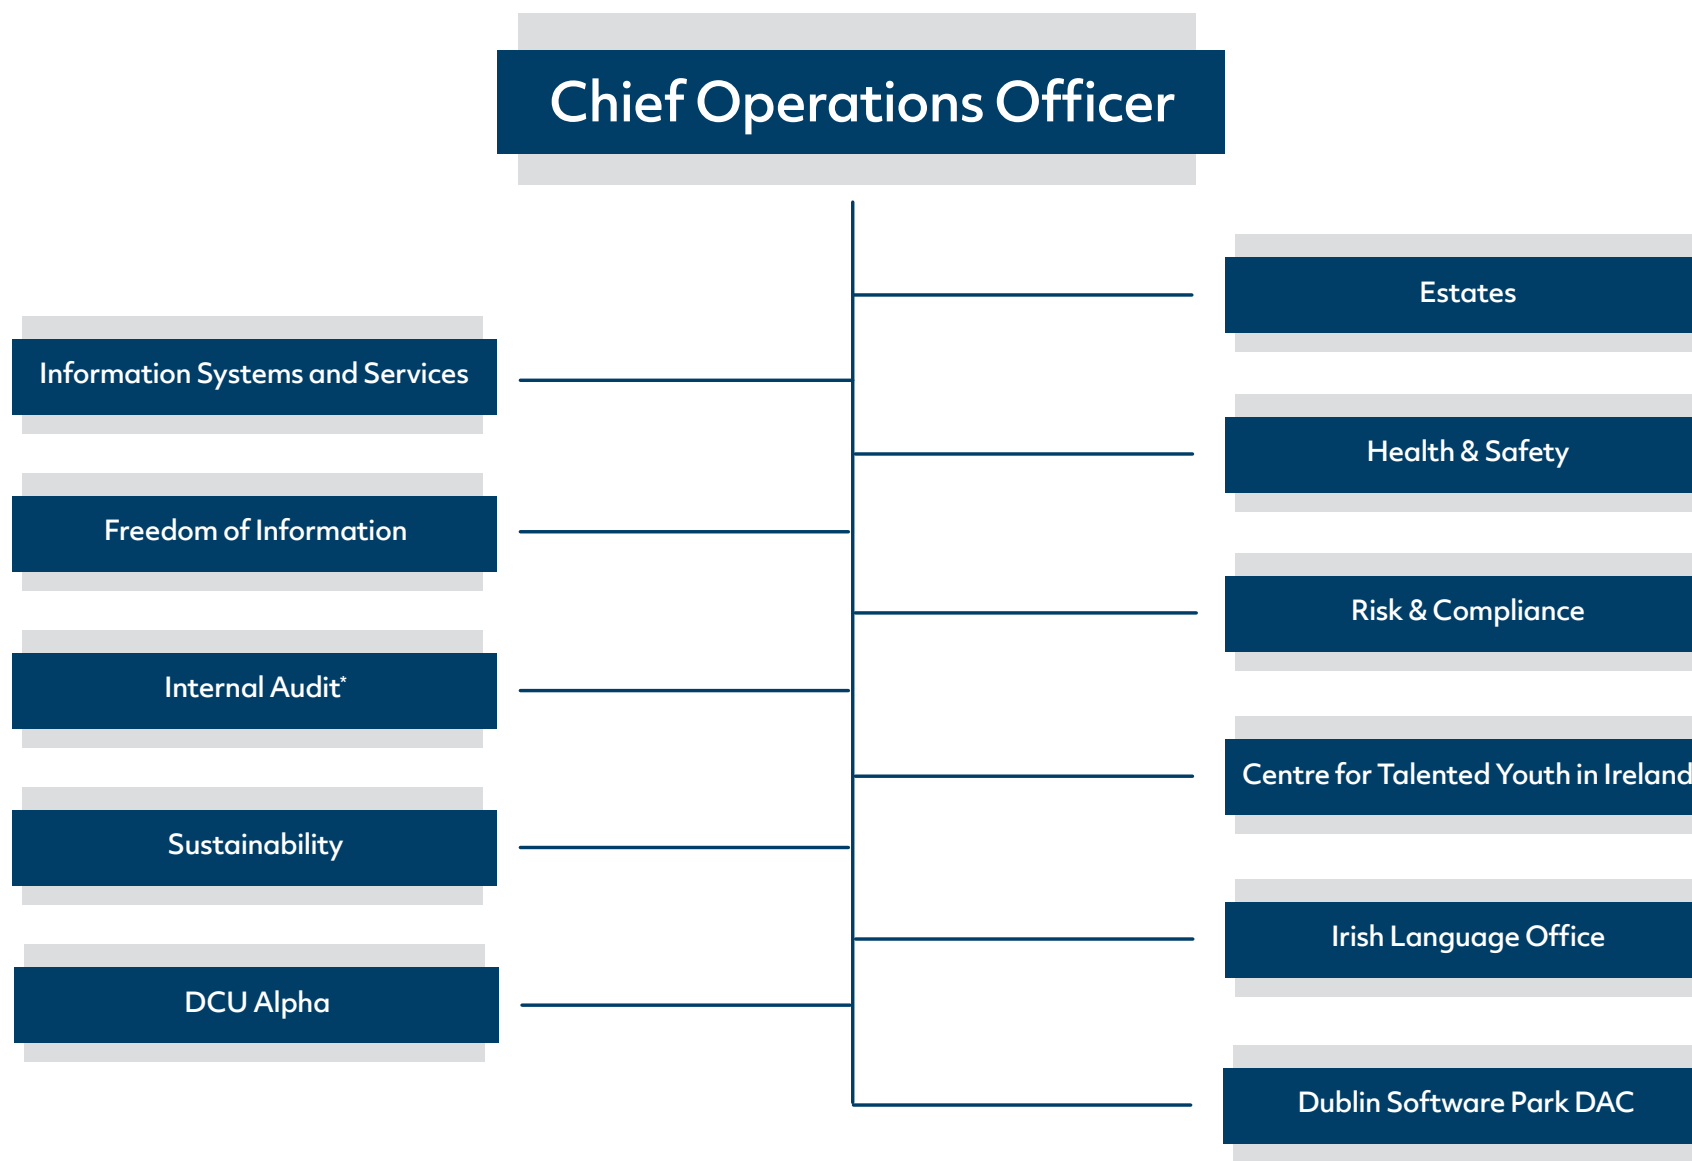 Chief Operations Officer
Estates
Information Systems and Services
Health & Safety
Freedom of Information
Risk & Compliance
Internal Audit*
Centre for Talented Youth in Ireland
Sustainability
Irish Language Office
DCU Alpha
Dublin Software Park DAC